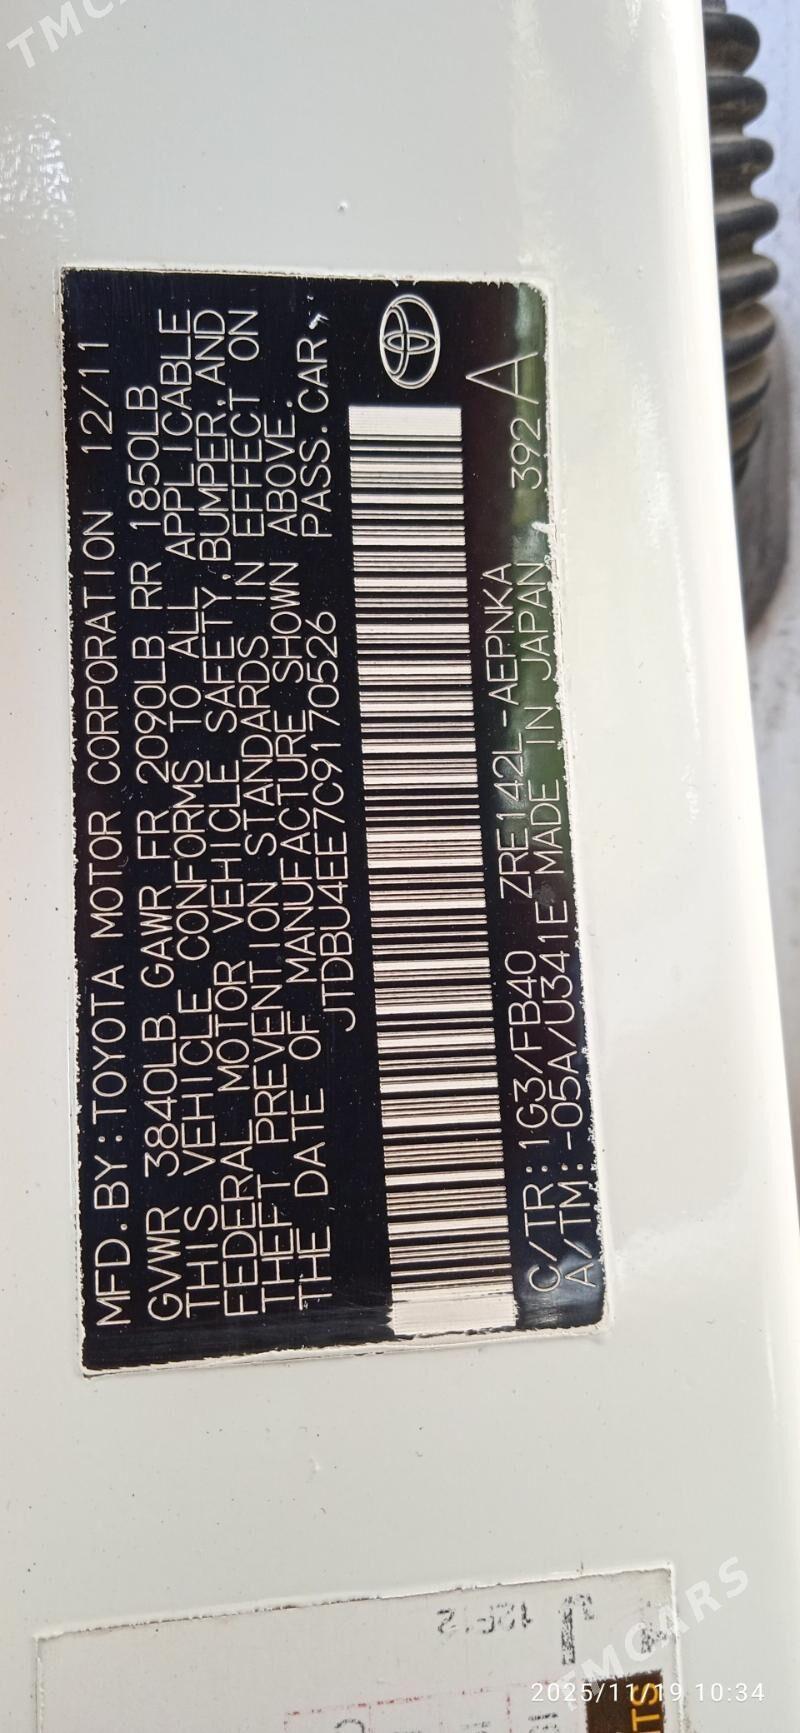 MFD. BY: TOYOTA MOTOR CORPORATION 12/11
GVWR 3840LB GAWR FR 2090LB RR 1850LB
THIS VEHICLE CONFORMS TO ALL APPLICABLE
FEDERAL MOTOR VEHICLE SAFETY, BUMPER, AND
THEFT PREVENTION STANDARDS IN EFFECT ON
THE DATE OF MANUFACTURE SHOWN ABOVE.
JTDBU4EE7C9170526 PASS. CAR
C/TR: 1G3/FB40 ZRE142L-AEPNKA
A/TM: -05A/U341E MADE IN JAPAN 392 A
TMCARS
2025/11/19 10:34